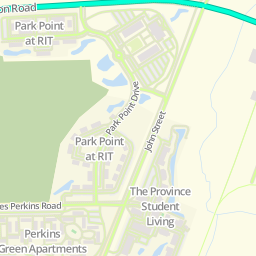 on Road
Park Point
at RIT
Park Point Drive
John Street
Park Point
at RIT
The Province
Student
Living
es Perkins Road
Perkins
Green Apartments